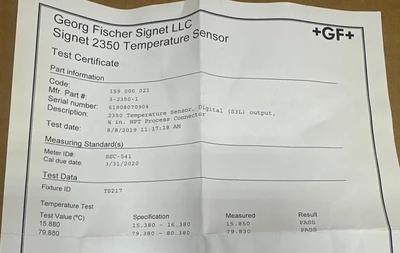 Georg Fischer Signet LLC
Signet 2350 Temperature Sensor
+GF+
Test Certificate
Part information
Code: 159 000 021
Mfr. Part #: 3-2350-1
Serial number: 61908070904
Description: 2350 Temperature Sensor, Digital (S3L) output,
¾ in. NPT Process Connector
Test date: 8/8/2019 11:17:18 AM
Measuring Standard(s)
Meter ID# SSC-541
Cal due date: 3/31/2020
Test Data
Fixture ID TS217
Temperature Test
Test Value (ºC) Specification Measured Result
15.880 15.380 - 16.380 15.850 PASS
79.880 79.380 - 80.380 79.830 PASS